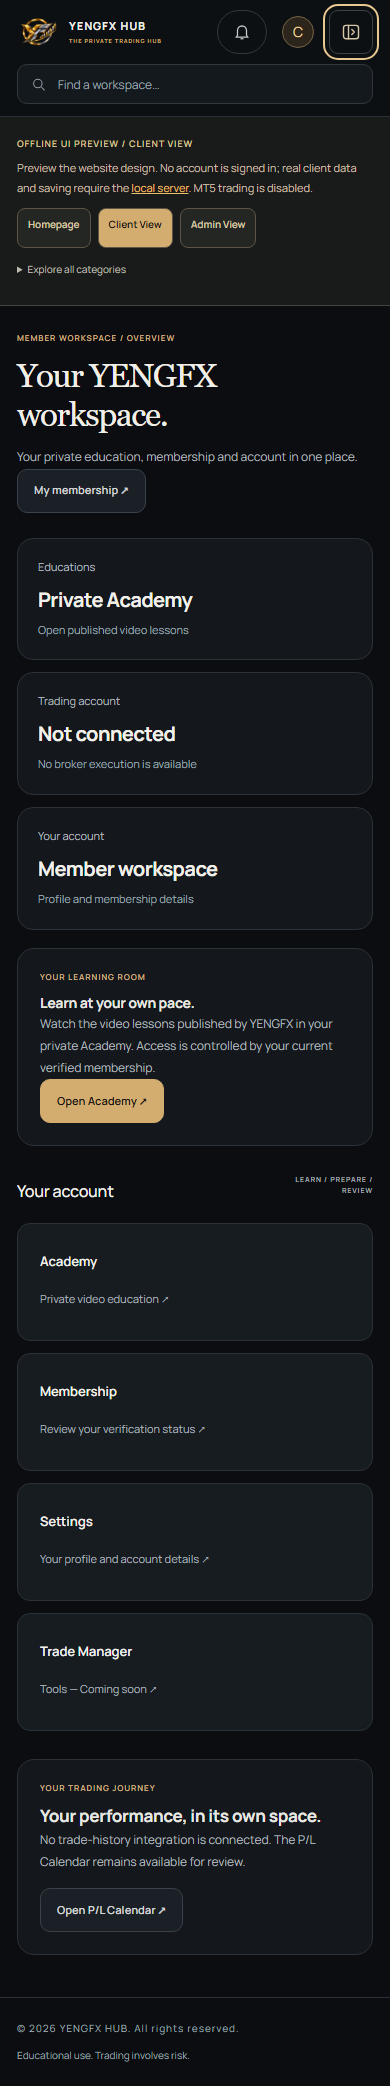 YENGFX HUB
THE PRIVATE TRADING HUB
C
Find a workspace...
OFFLINE UI PREVIEW / CLIENT VIEW
Preview the website design. No account is signed in; real client data
and saving require the local server. MT5 trading is disabled.
Homepage
Client View
Admin View
▶ Explore all categories
MEMBER WORKSPACE / OVERVIEW
Your YENGFX
workspace.
Your private education, membership and account in one place.
My membership ↗
Educations
Private Academy
Open published video lessons
Trading account
Not connected
No broker execution is available
Your account
Member workspace
Profile and membership details
YOUR LEARNING ROOM
Learn at your own pace.
Watch the video lessons published by YENGFX in your
private Academy. Access is controlled by your current
verified membership.
Open Academy ↗
Your account
LEARN / PREPARE /
REVIEW
Academy
Private video education ↗
Membership
Review your verification status ↗
Settings
Your profile and account details ↗
Trade Manager
Tools — Coming soon ↗
YOUR TRADING JOURNEY
Your performance, in its own space.
No trade-history integration is connected. The P/L
Calendar remains available for review.
Open P/L Calendar ↗
© 2026 YENGFX HUB. All rights reserved.
Educational use. Trading involves risk.